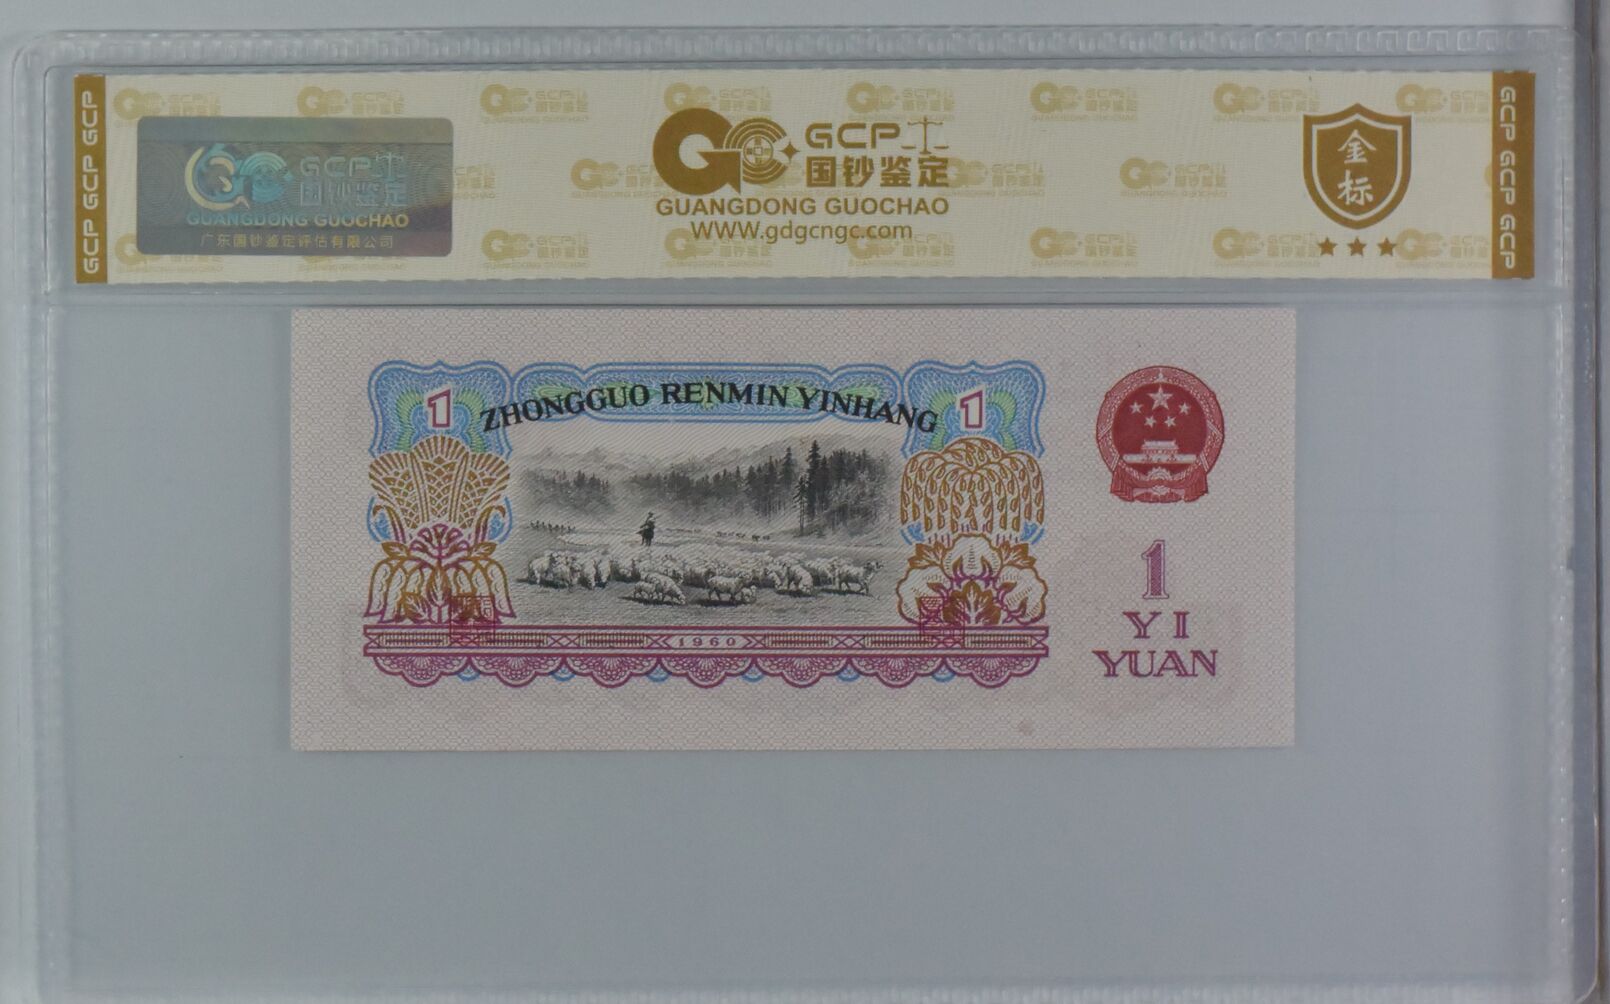 GCP GCP GCP
GCP
国钞鉴定
GUANGDONG GUOCHAO
广东国钞鉴定评估有限公司
GCP
国钞鉴定
GUANGDONG GUOCHAO
WWW.gdgcngc.com
金标
GCP GCP GCP
ZHONGGUO RENMIN YINHANG
1
1
1960
1
YI
YUAN